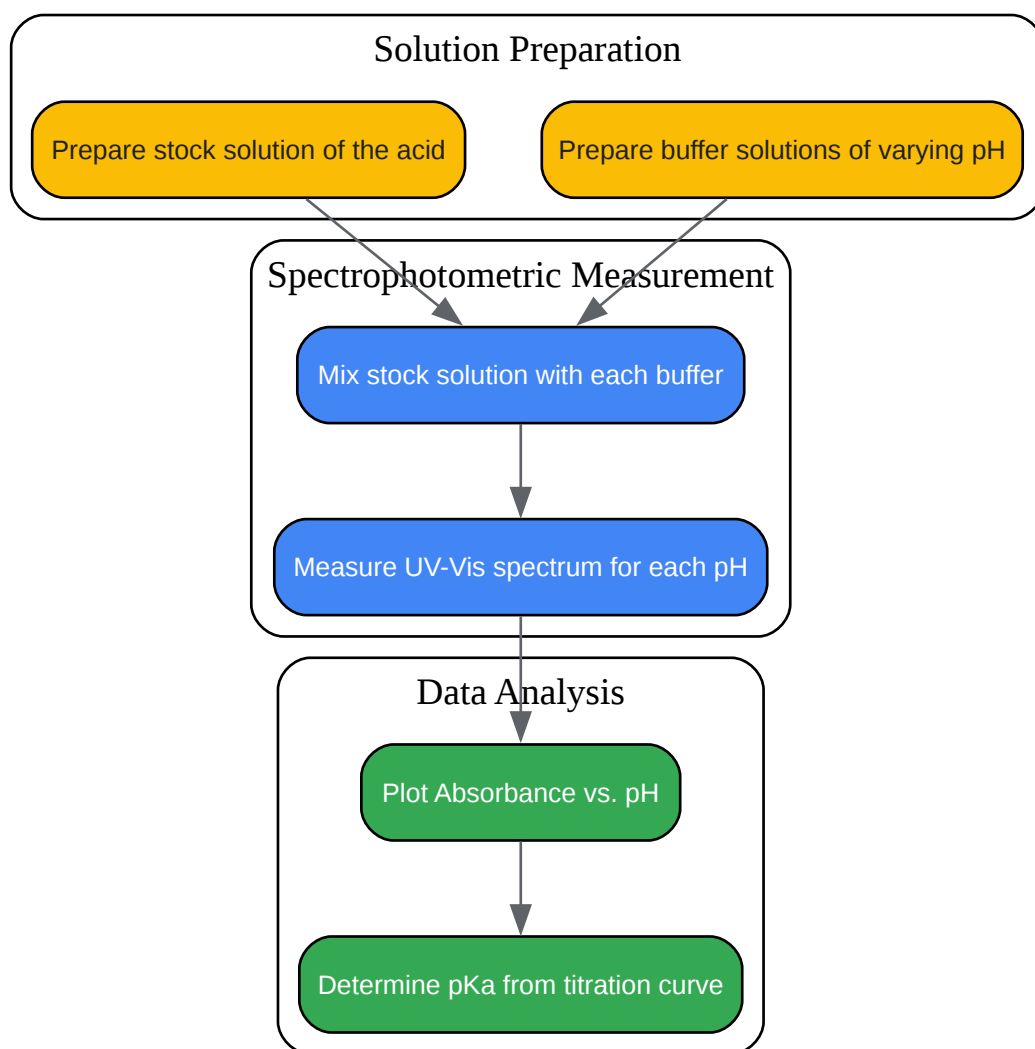 Solution Preparation
Prepare stock solution of the acid
Prepare buffer solutions of varying pH
Spectrophotometric Measurement
Mix stock solution with each buffer
Measure UV-Vis spectrum for each pH
Data Analysis
Plot Absorbance vs. pH
Determine pKa from titration curve